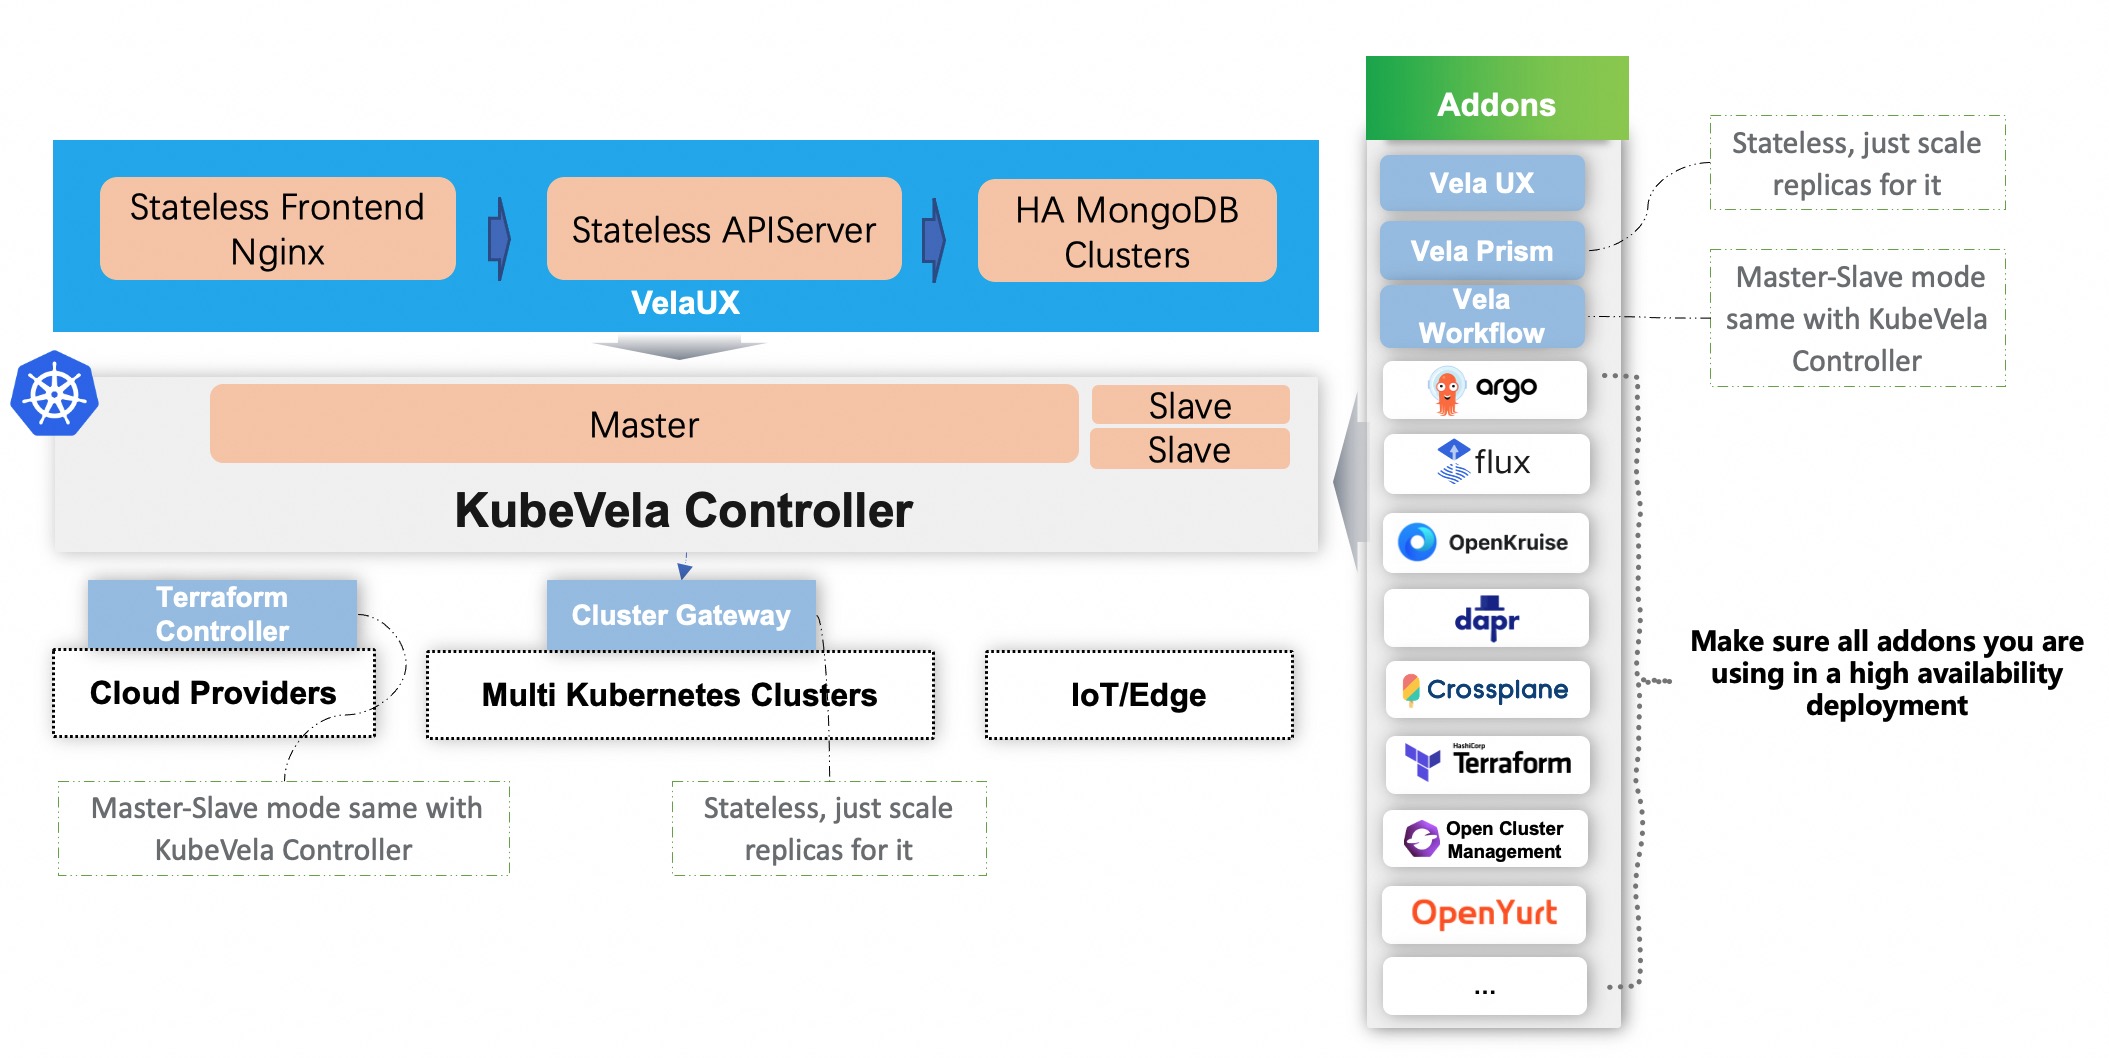 Addons
Stateless Frontend
Nginx
Stateless APIServer
HA MongoDB
Clusters
VelaUX
Master
Slave
Slave
KubeVela Controller
Terraform
Controller
Cluster Gateway
Cloud Providers
Multi Kubernetes Clusters
IoT/Edge
Master-Slave mode same with
KubeVela Controller
Stateless, just scale
replicas for it
Vela UX
Vela Prism
Vela
Workflow
argo
flux
OpenKruise
dapr
Crossplane
HashiCorp
Terraform
Open Cluster
Management
OpenYurt
...
Stateless, just scale
replicas for it
Master-Slave mode
same with KubeVela
Controller
Make sure all addons you are
using in a high availability
deployment